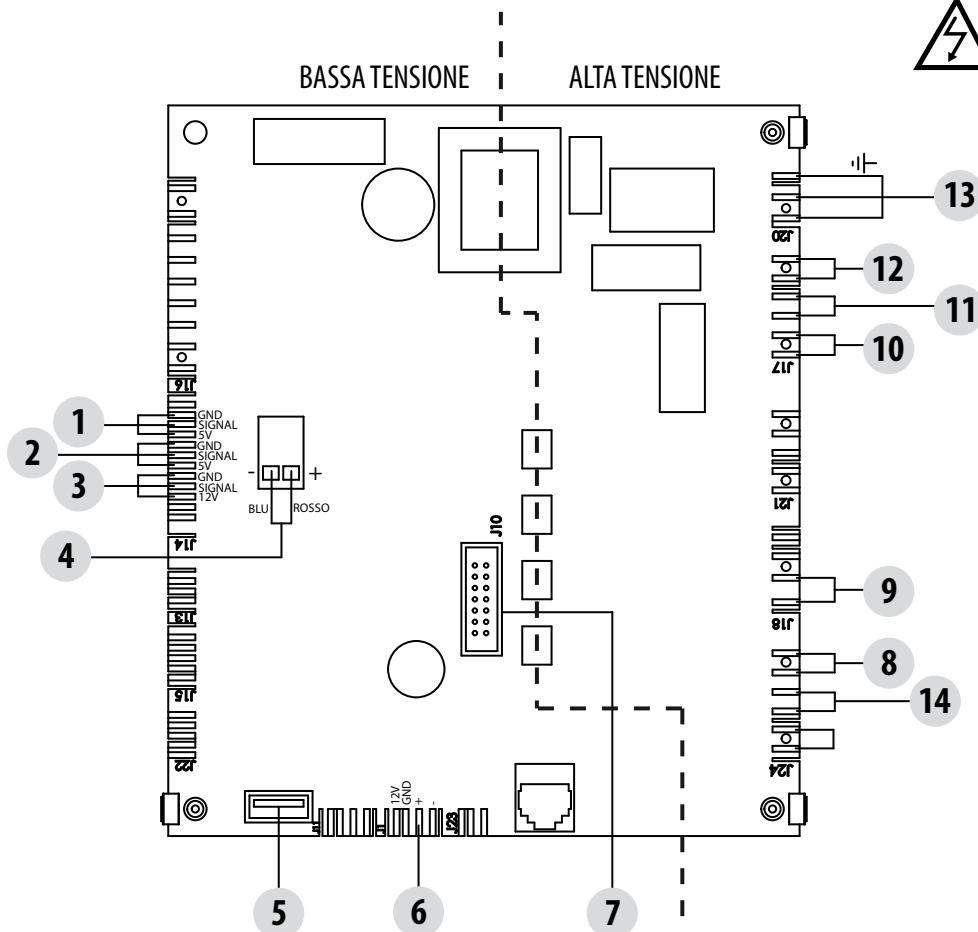 BASSA TENSIONE
ALTA TENSIONE
13
J20
12
11
10
J17
J16
1
GND
SIGNAL
5V
2
GND
SIGNAL
5V
3
GND
SIGNAL
12V
-
+
BLU
ROSSO
4
J14
J10
J21
J13
9
J18
8
J15
14
J22
J24
12V
GND
+
-
J11
J1
J23
5
6
7